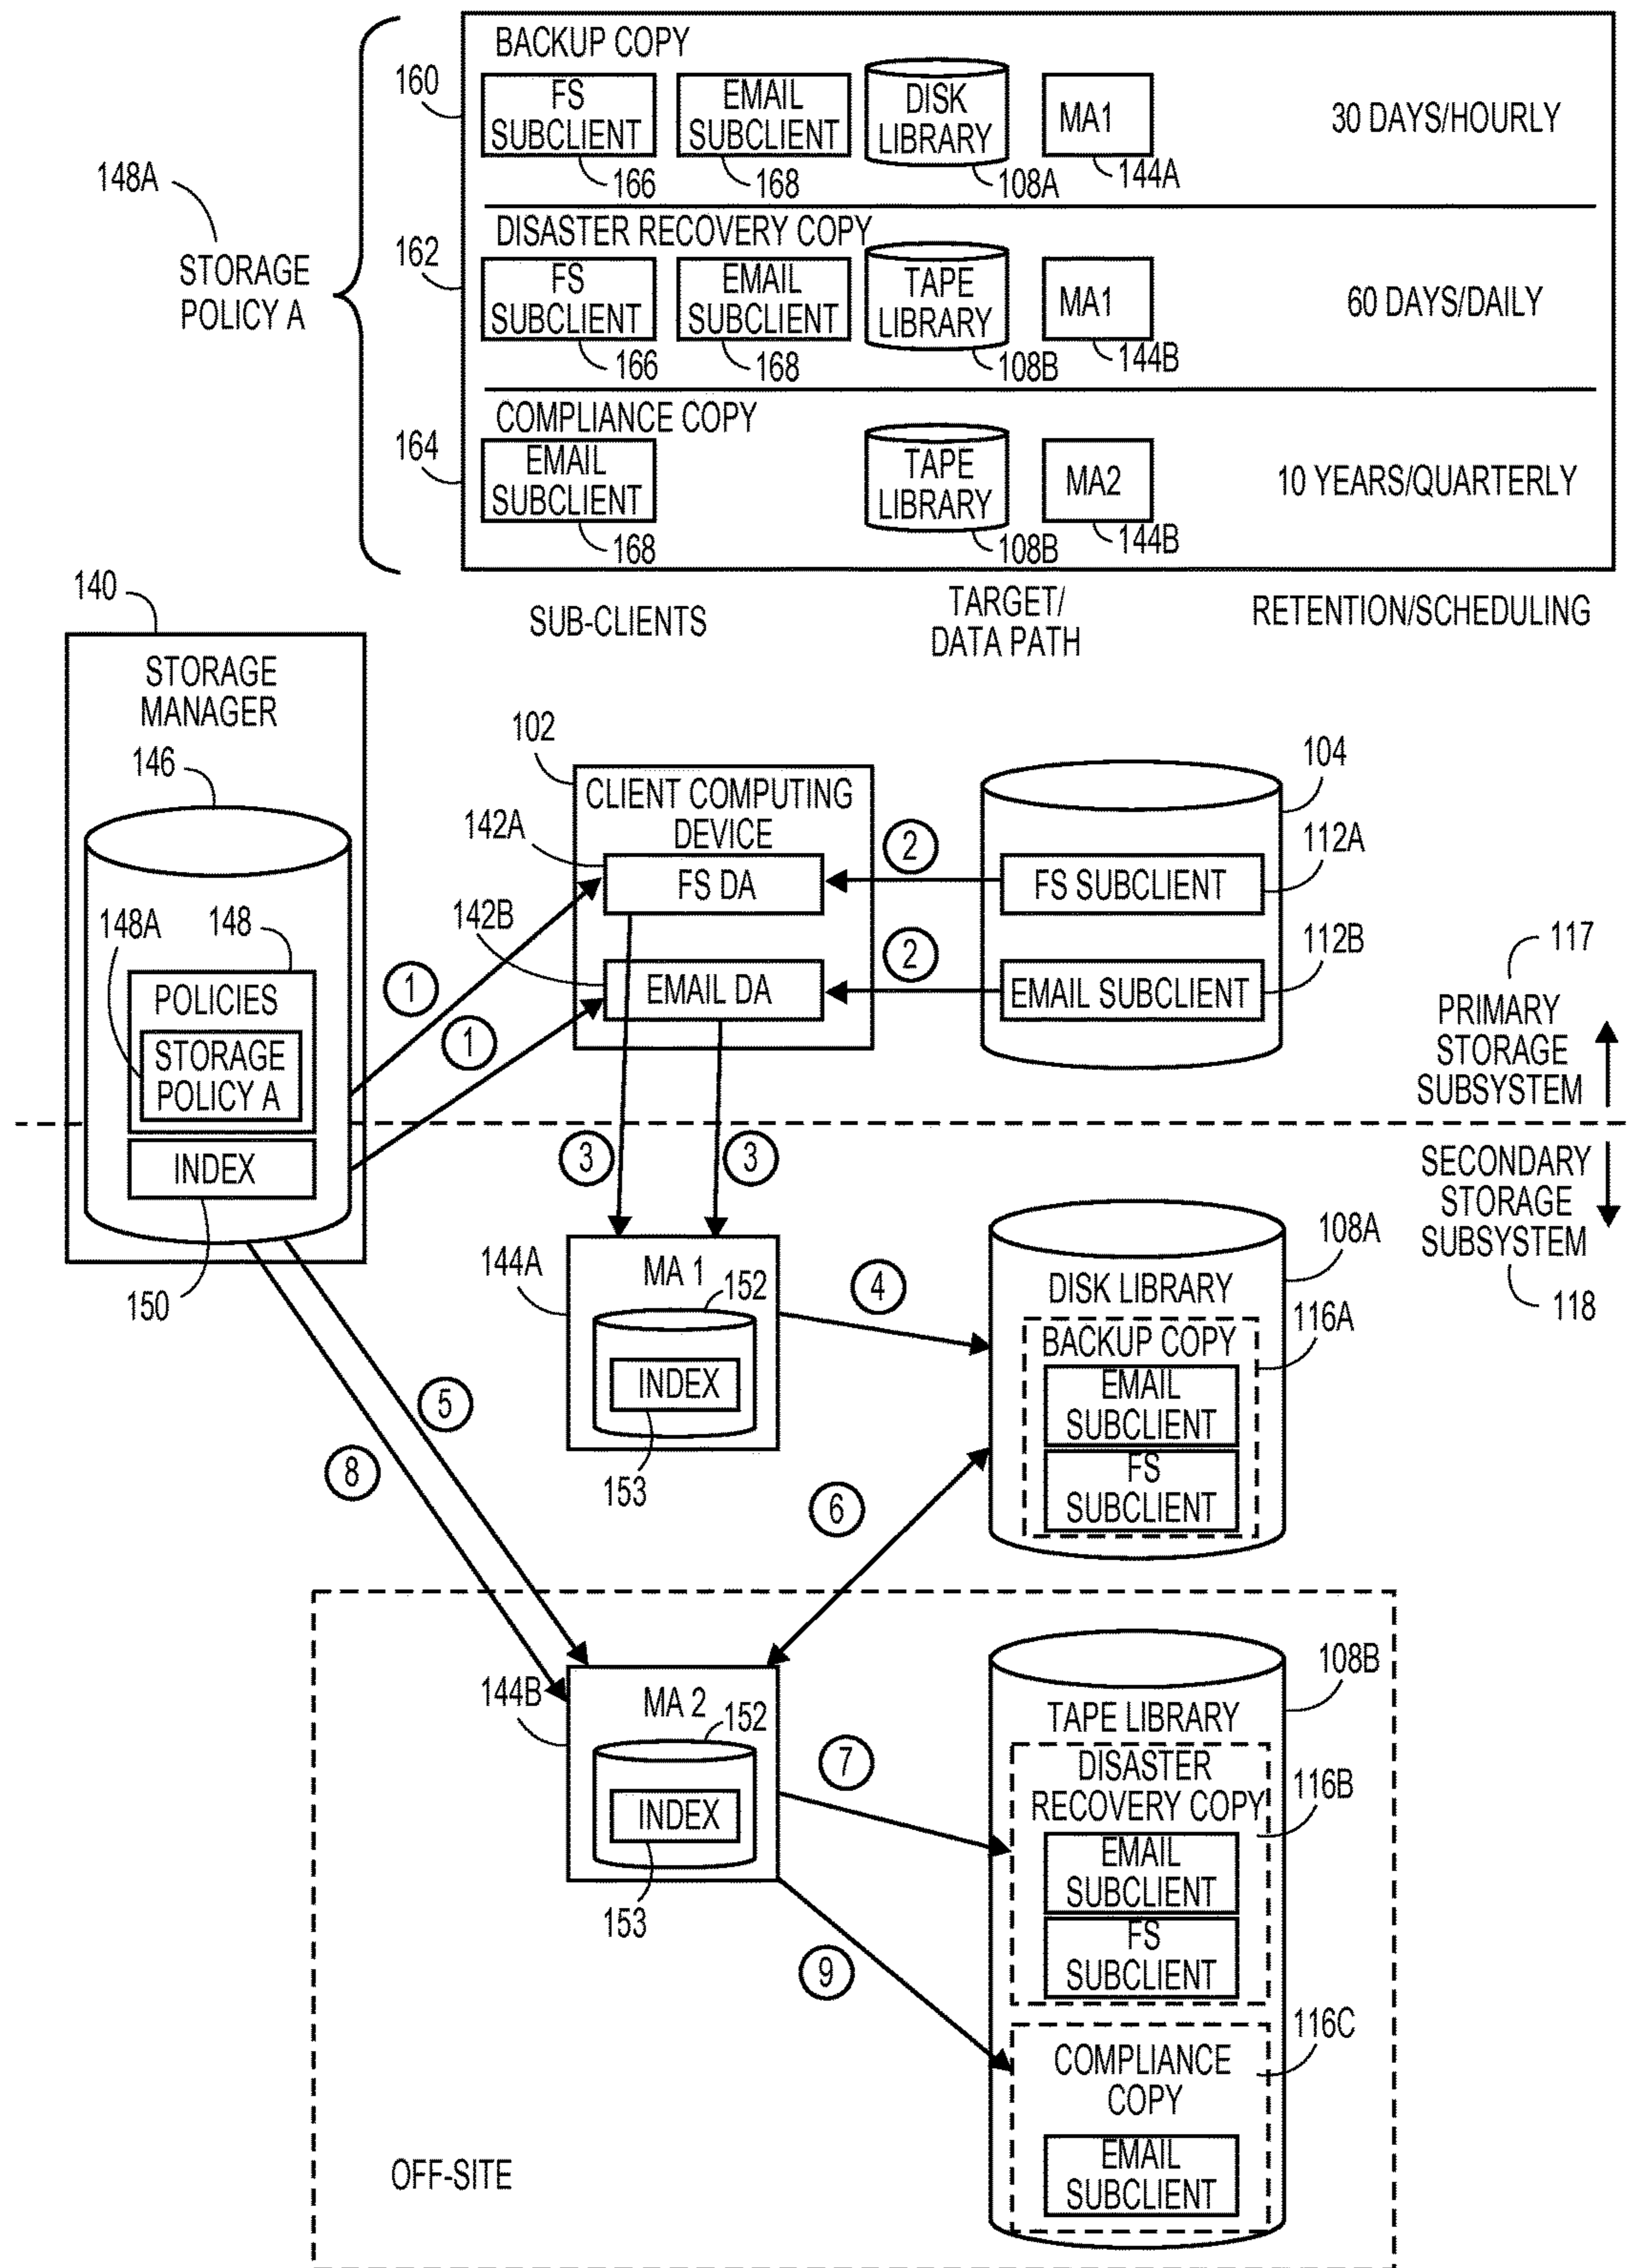 BACKUP COPY
160
FS
SUBCLIENT
166
EMAIL
SUBCLIENT
168
DISK
LIBRARY
108A
MA1
144A
30 DAYS/HOURLY
148A
STORAGE
POLICY A
DISASTER RECOVERY COPY
162
FS
SUBCLIENT
166
EMAIL
SUBCLIENT
168
TAPE
LIBRARY
108B
MA1
144B
60 DAYS/DAILY
COMPLIANCE COPY
164
EMAIL
SUBCLIENT
168
TAPE
LIBRARY
108B
MA2
144B
10 YEARS/QUARTERLY
SUB-CLIENTS
TARGET/
DATA PATH
RETENTION/SCHEDULING
140
STORAGE
MANAGER
146
148A
148
POLICIES
STORAGE
POLICY A
INDEX
150
102
CLIENT COMPUTING
DEVICE
142A
FS DA
142B
EMAIL DA
1
1
2
2
104
FS SUBCLIENT
112A
EMAIL SUBCLIENT
112B
117
PRIMARY
STORAGE
SUBSYSTEM
SECONDARY
STORAGE
SUBSYSTEM
118
3
3
144A
MA 1
152
INDEX
153
4
108A
DISK LIBRARY
BACKUP COPY
116A
EMAIL
SUBCLIENT
FS
SUBCLIENT
5
8
6
144B
MA 2
152
INDEX
153
7
9
108B
TAPE LIBRARY
DISASTER
RECOVERY COPY
116B
EMAIL
SUBCLIENT
FS
SUBCLIENT
116C
COMPLIANCE
COPY
EMAIL
SUBCLIENT
OFF-SITE